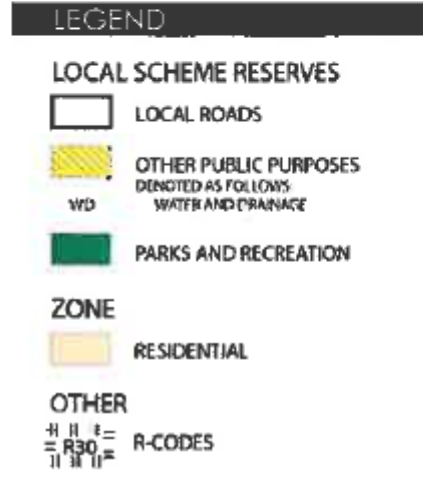 LEGEND
LOCAL SCHEME RESERVES
LOCAL ROADS
OTHER PUBLIC PURPOSES
DENOTED AS FOLLOWS
WD WATER AND DRAINAGE
PARKS AND RECREATION
ZONE
RESIDENTIAL
OTHER
R30 R-CODES